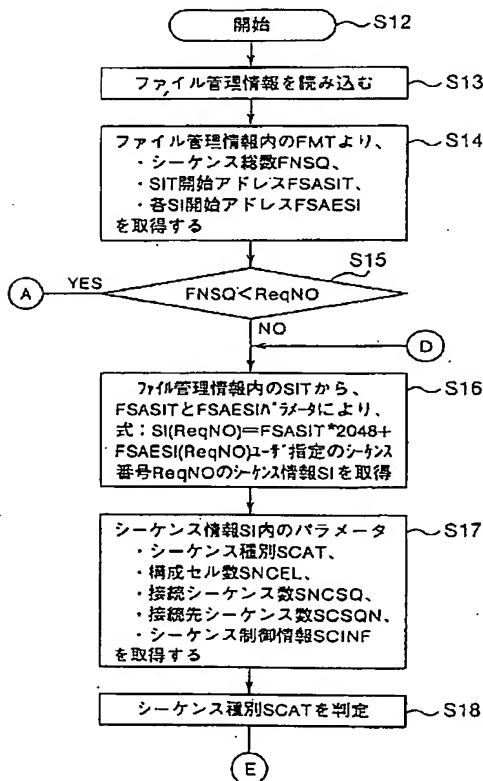 開始
S12
ファイル管理情報を読み込む
S13
ファイル管理情報内のFMTより、
・シーケンス総数FNSQ、
・SIT開始アドレスFSASIT、
・各SI開始アドレスFSAESI
を取得する
S14
S15
A
YES
FNSQ<ReqNO
NO
D
ファイル管理情報内のSITから、
FSASITとFSAESIパラメータにより、
式:SI(ReqNO)=FSASIT*2048+
FSAESI(ReqNO)ユーザ指定のシーケンス
番号ReqNOのシーケンス情報SIを取得
S16
シーケンス情報SI内のパラメータ
・シーケンス種別SCAT、
・構成セル数SNCEL、
・接続シーケンス数SNCSQ、
・接続先シーケンス数SCSQN、
・シーケンス制御情報SCINF
を取得する
S17
シーケンス種別SCATを判定
S18
E